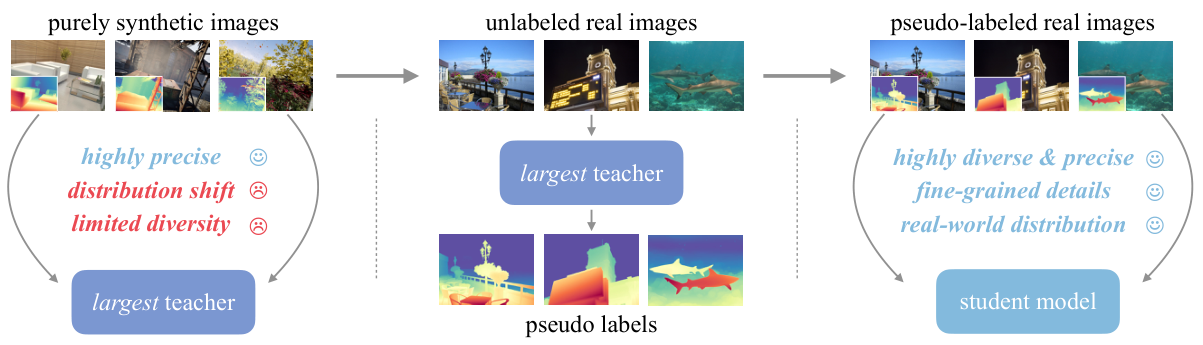 purely synthetic images
highly precise
distribution shift
limited diversity
largest teacher
unlabeled real images
largest teacher
pseudo labels
pseudo-labeled real images
highly diverse & precise
fine-grained details
real-world distribution
student model